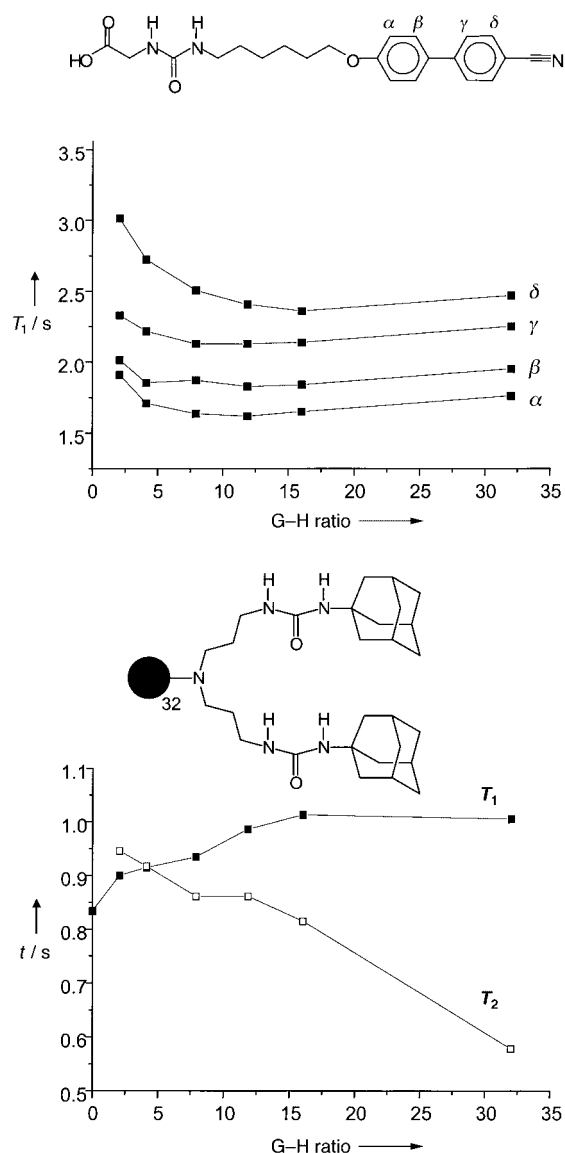 α β γ δ
O H H
HO N N O N
O
3.5
3.0
2.5
T₁ / s
2.0
1.5
δ
γ
β
α
0 5 10 15 20 25 30 35
G–H ratio
H H
N N
O
N
32
H H
N N
O
1.1
1.0
0.9
t / s
0.8
0.7
0.6
0.5
T₁
T₂
0 5 10 15 20 25 30 35
G–H ratio